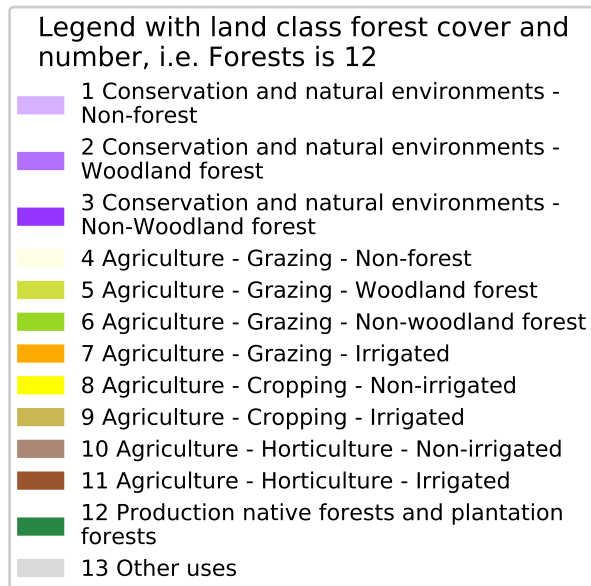 Legend with land class forest cover and
number, i.e. Forests is 12
1 Conservation and natural environments -
Non-forest
2 Conservation and natural environments -
Woodland forest
3 Conservation and natural environments -
Non-Woodland forest
4 Agriculture - Grazing - Non-forest
5 Agriculture - Grazing - Woodland forest
6 Agriculture - Grazing - Non-woodland forest
7 Agriculture - Grazing - Irrigated
8 Agriculture - Cropping - Non-irrigated
9 Agriculture - Cropping - Irrigated
10 Agriculture - Horticulture - Non-irrigated
11 Agriculture - Horticulture - Irrigated
12 Production native forests and plantation
forests
13 Other uses